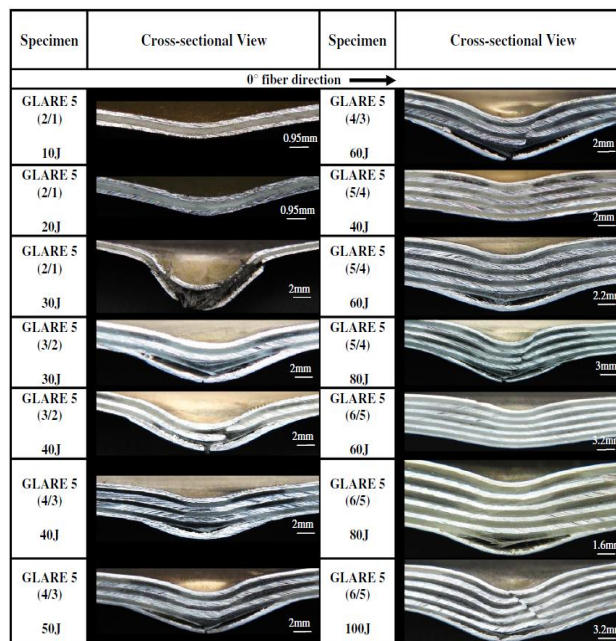 Specimen Cross-sectional View Specimen Cross-sectional View
0° fiber direction
GLARE 5
(2/1)
10J
0.95mm
GLARE 5
(4/3)
60J
2mm
GLARE 5
(2/1)
20J
0.95mm
GLARE 5
(5/4)
40J
2mm
GLARE 5
(2/1)
30J
2mm
GLARE 5
(5/4)
60J
2.2mm
GLARE 5
(3/2)
30J
2mm
GLARE 5
(5/4)
80J
3mm
GLARE 5
(3/2)
40J
2mm
GLARE 5
(6/5)
60J
3.2mm
GLARE 5
(4/3)
40J
2mm
GLARE 5
(6/5)
80J
1.6mm
GLARE 5
(4/3)
50J
2mm
GLARE 5
(6/5)
100J
3.2mm